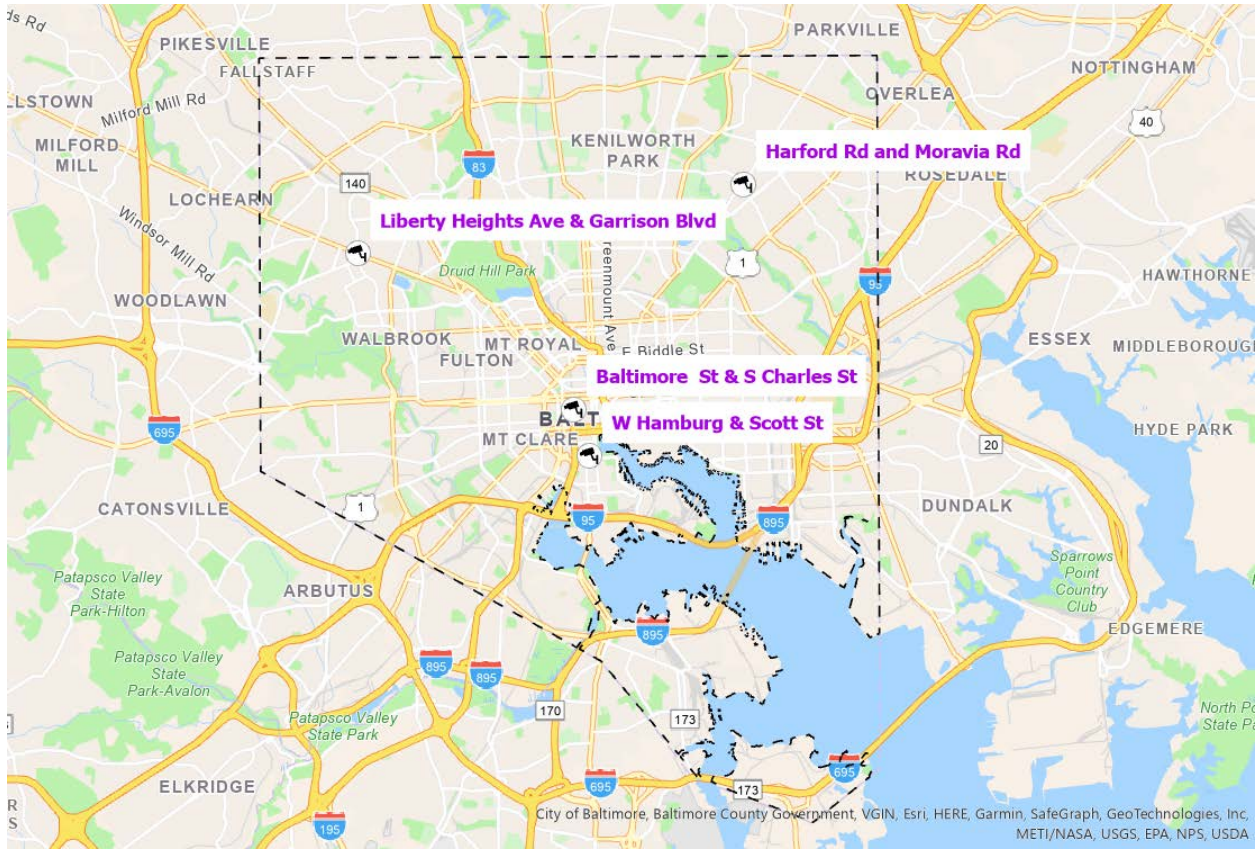 ds Rd
PIKESVILLE
PARKVILLE
FALLSTAFF
NOTTINGHAM
LLSTOWN
Milford Mill Rd
OVERLEA
40
MILFORD
MILL
KENILWORTH
PARK
Harford Rd and Moravia Rd
83
ROSEDALE
140
LOCHEARN
Liberty Heights Ave & Garrison Blvd
Windsor Mill Rd
reenmount Ave
1
Druid Hill Park
95
HAWTHORNE
WOODLAWN
WALBROOK
MT ROYAL
FULTON
E Biddle St
ESSEX
MIDDLEBOROUG
Baltimore St & S Charles St
BALT
W Hamburg & Scott St
695
MT CLARE
HYDE PARK
20
CATONSVILLE
1
95
895
DUNDALK
Patapsco Valley
State
Park-Hilton
ARBUTUS
Sparrows
Point
Country
Club
895
EDGEMERE
Patapsco Valley
State
Park-Avalon
895
895
Patapsco Valley
State Park
170
173
North Po
State P
ELKRIDGE
695
695
173
R
S
195
City of Baltimore, Baltimore County Government, VGIN, Esri, HERE, Garmin, SafeGraph, GeoTechnologies, Inc,
METI/NASA, USGS, EPA, NPS, USDA